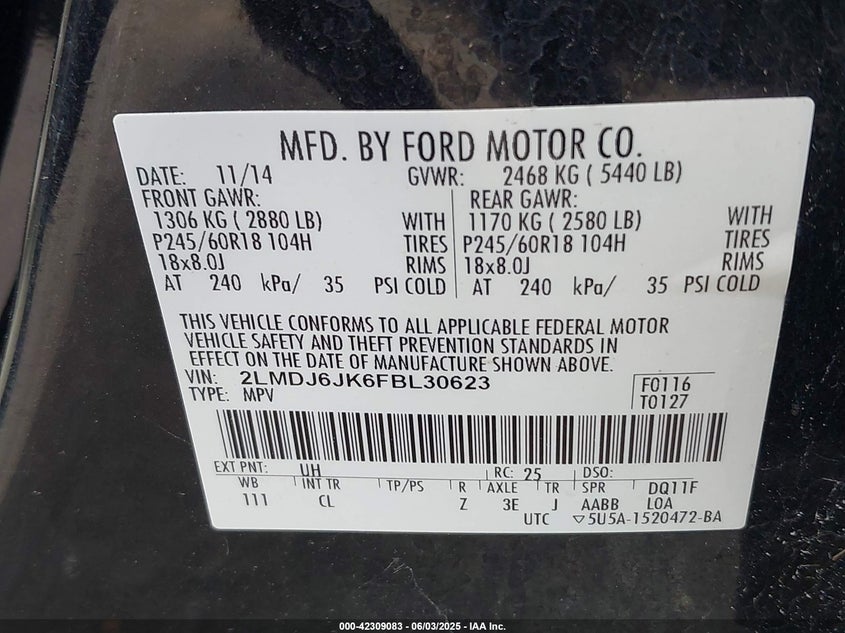 MFD. BY FORD MOTOR CO.
DATE: 11/14 GVWR: 2468 KG ( 5440 LB)
FRONT GAWR: REAR GAWR:
1306 KG ( 2880 LB) WITH 1170 KG ( 2580 LB) WITH
P245/60R18 104H TIRES P245/60R18 104H TIRES
18x8.0J RIMS 18x8.0J RIMS
AT 240 kPa/ 35 PSI COLD AT 240 kPa/ 35 PSI COLD
THIS VEHICLE CONFORMS TO ALL APPLICABLE FEDERAL MOTOR
VEHICLE SAFETY AND THEFT PREVENTION STANDARDS IN
EFFECT ON THE DATE OF MANUFACTURE SHOWN ABOVE.
VIN: 2LMDJ6JK6FBL30623 F0116
TYPE: MPV T0127
EXT PNT: UH RC: 25 DSO:
WB INT TR TP/PS R AXLE TR SPR DQ11F
111 CL Z 3E J AABB LOA
UTC ▽5U5A-1520472-BA
000-42309083 - 06/03/2025 - IAA Inc.